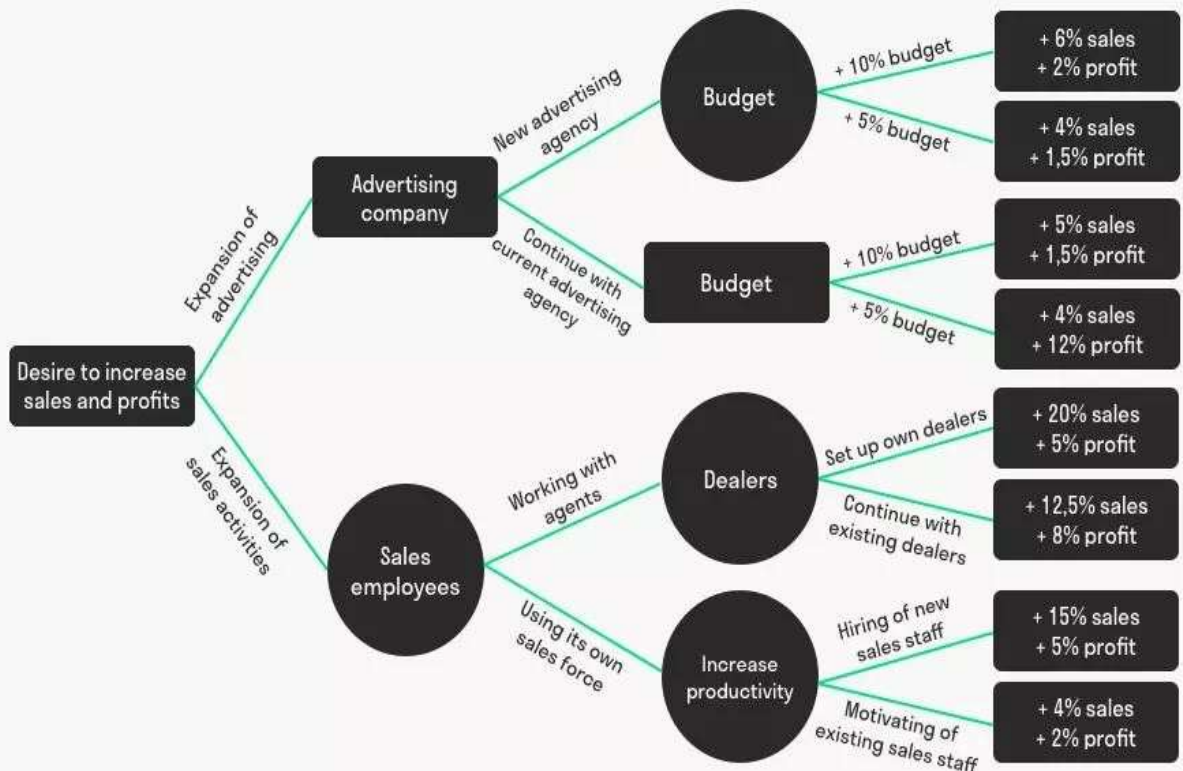 Desire to increase
sales and profits
Expansion of
advertising
Expansion of
sales activities
Advertising
company
New advertising
agency
Continue with
current advertising
agency
Budget
+ 10% budget
+ 5% budget
+ 6% sales
+ 2% profit
+ 4% sales
+ 1,5% profit
Budget
+ 10% budget
+ 5% budget
+ 5% sales
+ 1,5% profit
+ 4% sales
+ 12% profit
Sales
employees
Working with
agents
Using its own
sales force
Dealers
Set up own dealers
Continue with
existing dealers
+ 20% sales
+ 5% profit
+ 12,5% sales
+ 8% profit
Increase
productivity
Hiring of new
sales staff
Motivating of
existing sales staff
+ 15% sales
+ 5% profit
+ 4% sales
+ 2% profit